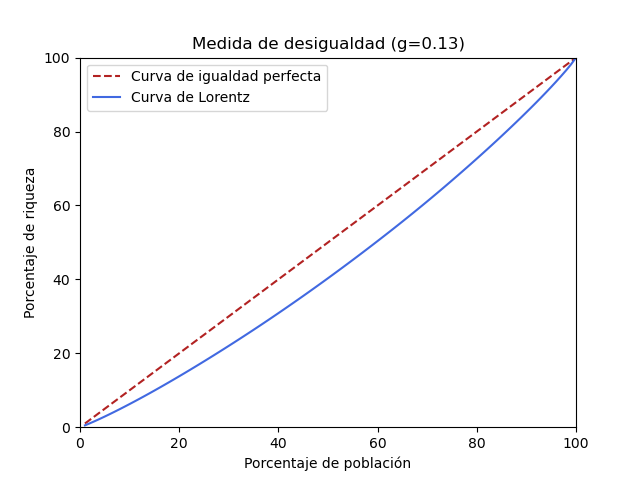 Medida de desigualdad (g=0.13)
Curva de igualdad perfecta
Curva de Lorentz
100
80
60
40
20
0
Porcentaje de riqueza
0 20 40 60 80 100
Porcentaje de población